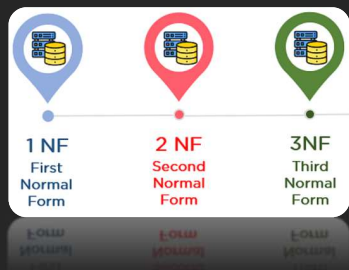 1 NF
First
Normal
Form
2 NF
Second
Normal
Form
3NF
Third
Normal
Form